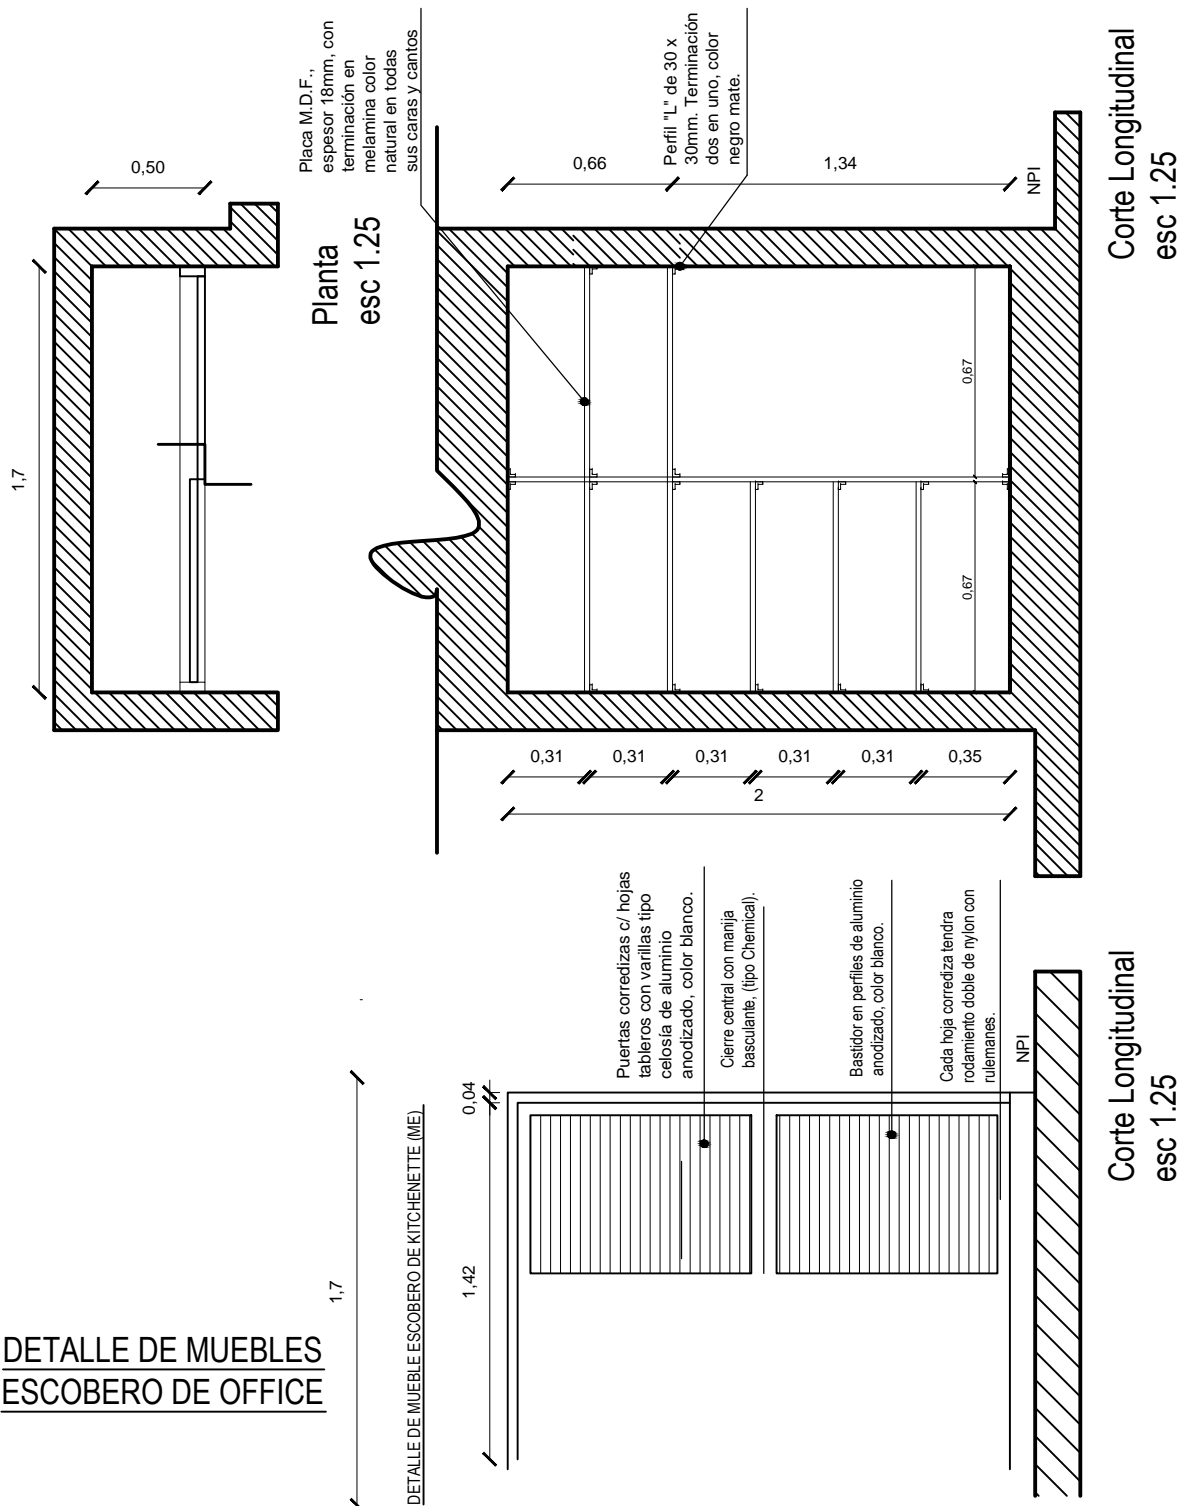 DETALLE DE MUEBLES
ESCOBERO DE OFFICE
DETALLE DE MUEBLE ESCOBERO DE KITCHENETTE (ME)
1,7
0,50
Planta
esc 1.25
Placa M.D.F.,
espesor 18mm, con
terminación en
melamina color
natural en todas
sus caras y cantos
Perfil "L" de 30 x
30mm. Terminación
dos en uno, color
negro mate.
0,66
1,34
NPI
0,67
0,67
0,31
0,31
0,31
0,31
0,31
0,35
2
Corte Longitudinal
esc 1.25
Puertas corredizas c/ hojas
tableros con varillas tipo
celosía de aluminio
anodizado, color blanco.
Cierre central con manija
basculante, (tipo Chemical).
Bastidor en perfiles de aluminio
anodizado, color blanco.
Cada hoja corrediza tendra
rodamiento doble de nylon con
rulemanes.
NPI
0,04
1,42
1,7
Corte Longitudinal
esc 1.25